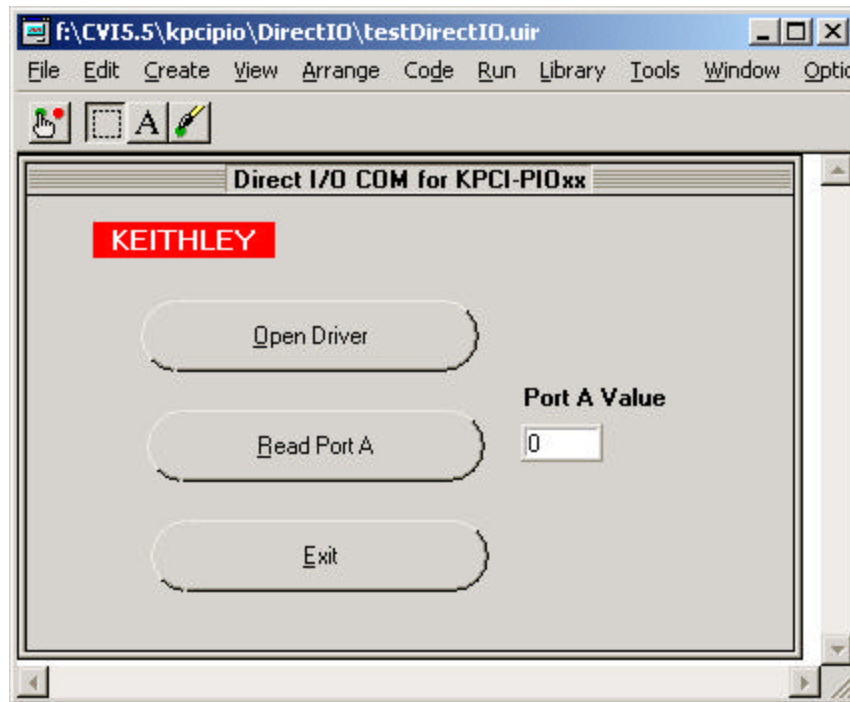 f:\CVI5.5\kpcipio\DirectIO\testDirectIO.uir
File Edit Create View Arrange Code Run Library Tools Window Optio
A
Direct I/O COM for KPCI-PIOxx
KEITHLEY
Open Driver
Port A Value
Read Port A
0
Exit